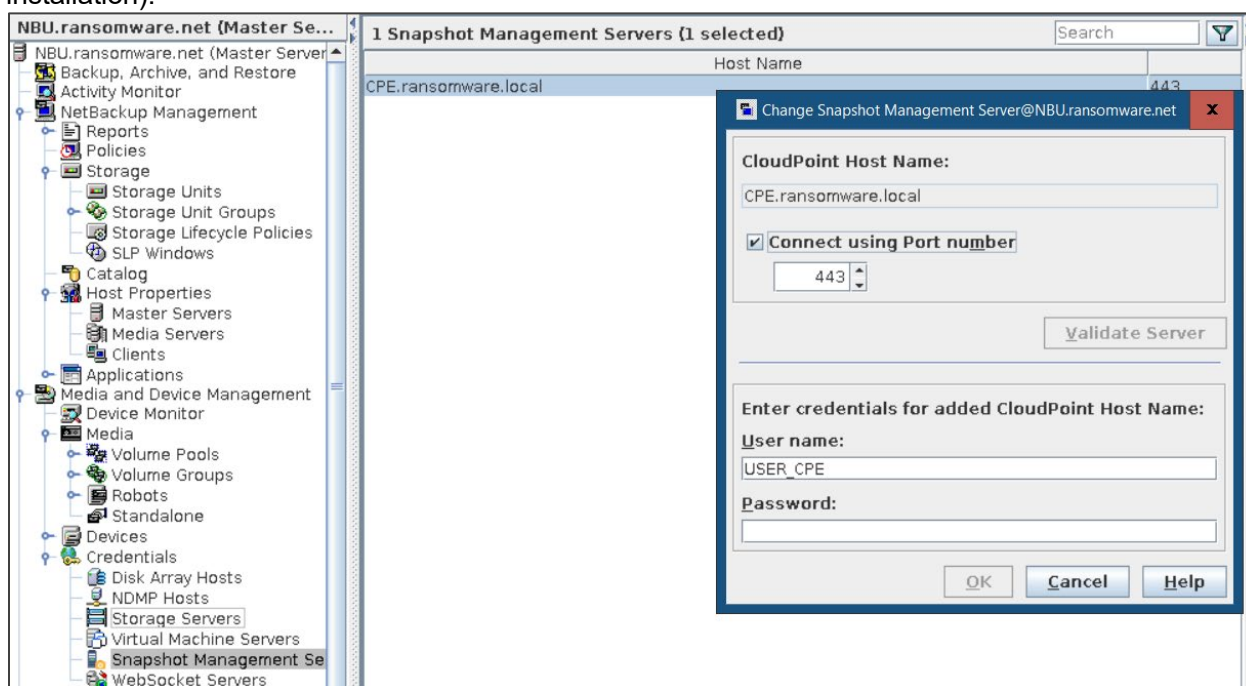 installation).
NBU.ransomware.net (Master Se...
NBU.ransomware.net (Master Server
Backup, Archive, and Restore
Activity Monitor
NetBackup Management
Reports
Policies
Storage
Storage Units
Storage Unit Groups
Storage Lifecycle Policies
SLP Windows
Catalog
Host Properties
Master Servers
Media Servers
Clients
Applications
Media and Device Management
Device Monitor
Media
Volume Pools
Volume Groups
Robots
Standalone
Devices
Credentials
Disk Array Hosts
NDMP Hosts
Storage Servers
Virtual Machine Servers
Snapshot Management Se
WebSocket Servers
1 Snapshot Management Servers (1 selected)
Search
Host Name
CPE.ransomware.local 443
Change Snapshot Management Server@NBU.ransomware.net x
CloudPoint Host Name:
CPE.ransomware.local
Connect using Port number
443
Validate Server
Enter credentials for added CloudPoint Host Name:
User name:
USER_CPE
Password:
OK Cancel Help